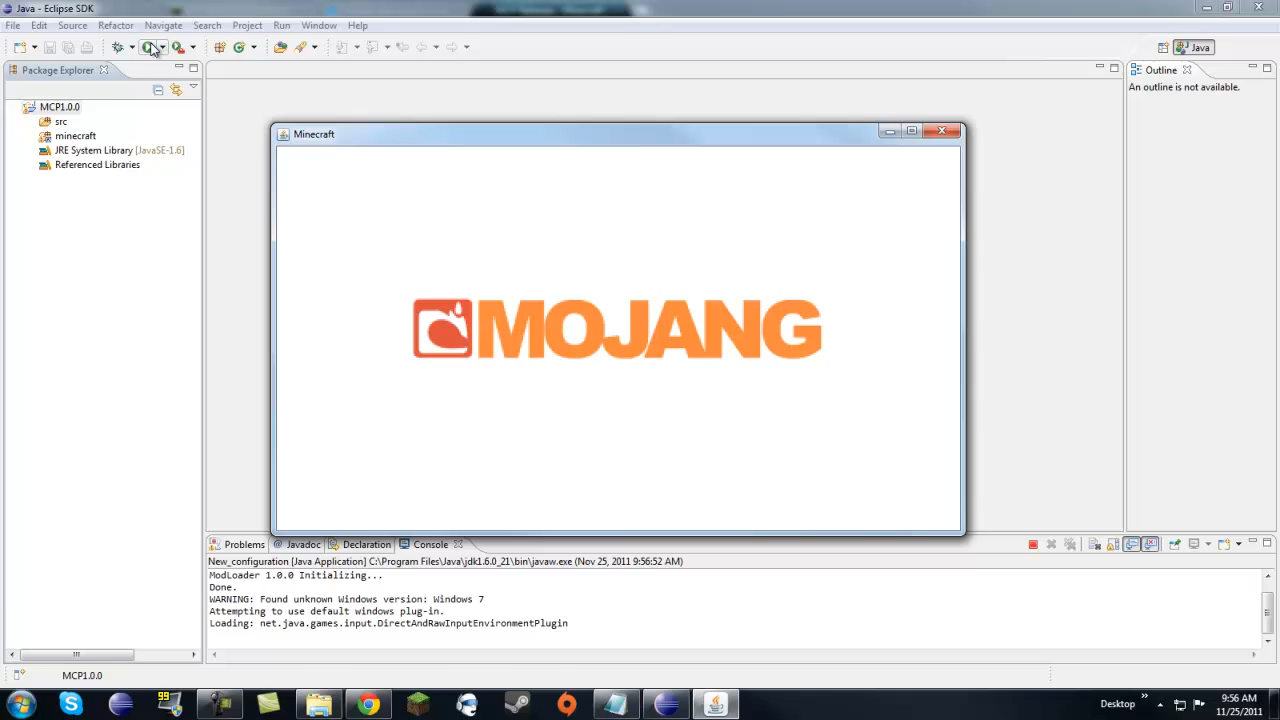 Java - Eclipse SDK
File Edit Source Refactor Navigate Search Project Run Window Help
Java
Package Explorer
Outline
An outline is not available.
MCP1.0.0
src
minecraft
JRE System Library [JavaSE-1.6]
Referenced Libraries
Minecraft
MOJANG
Problems @ Javadoc Declaration Console
New_configuration [Java Application] C:\Program Files\Java\jdk1.6.0_21\bin\javaw.exe (Nov 25, 2011 9:56:52 AM)
ModLoader 1.0.0 Initializing...
Done.
WARNING: Found unknown Windows version: Windows 7
Attempting to use default windows plug-in.
Loading: net.java.games.input.DirectAndRawInputEnvironmentPlugin
MCP1.0.0
99
Desktop
9:56 AM
11/25/2011